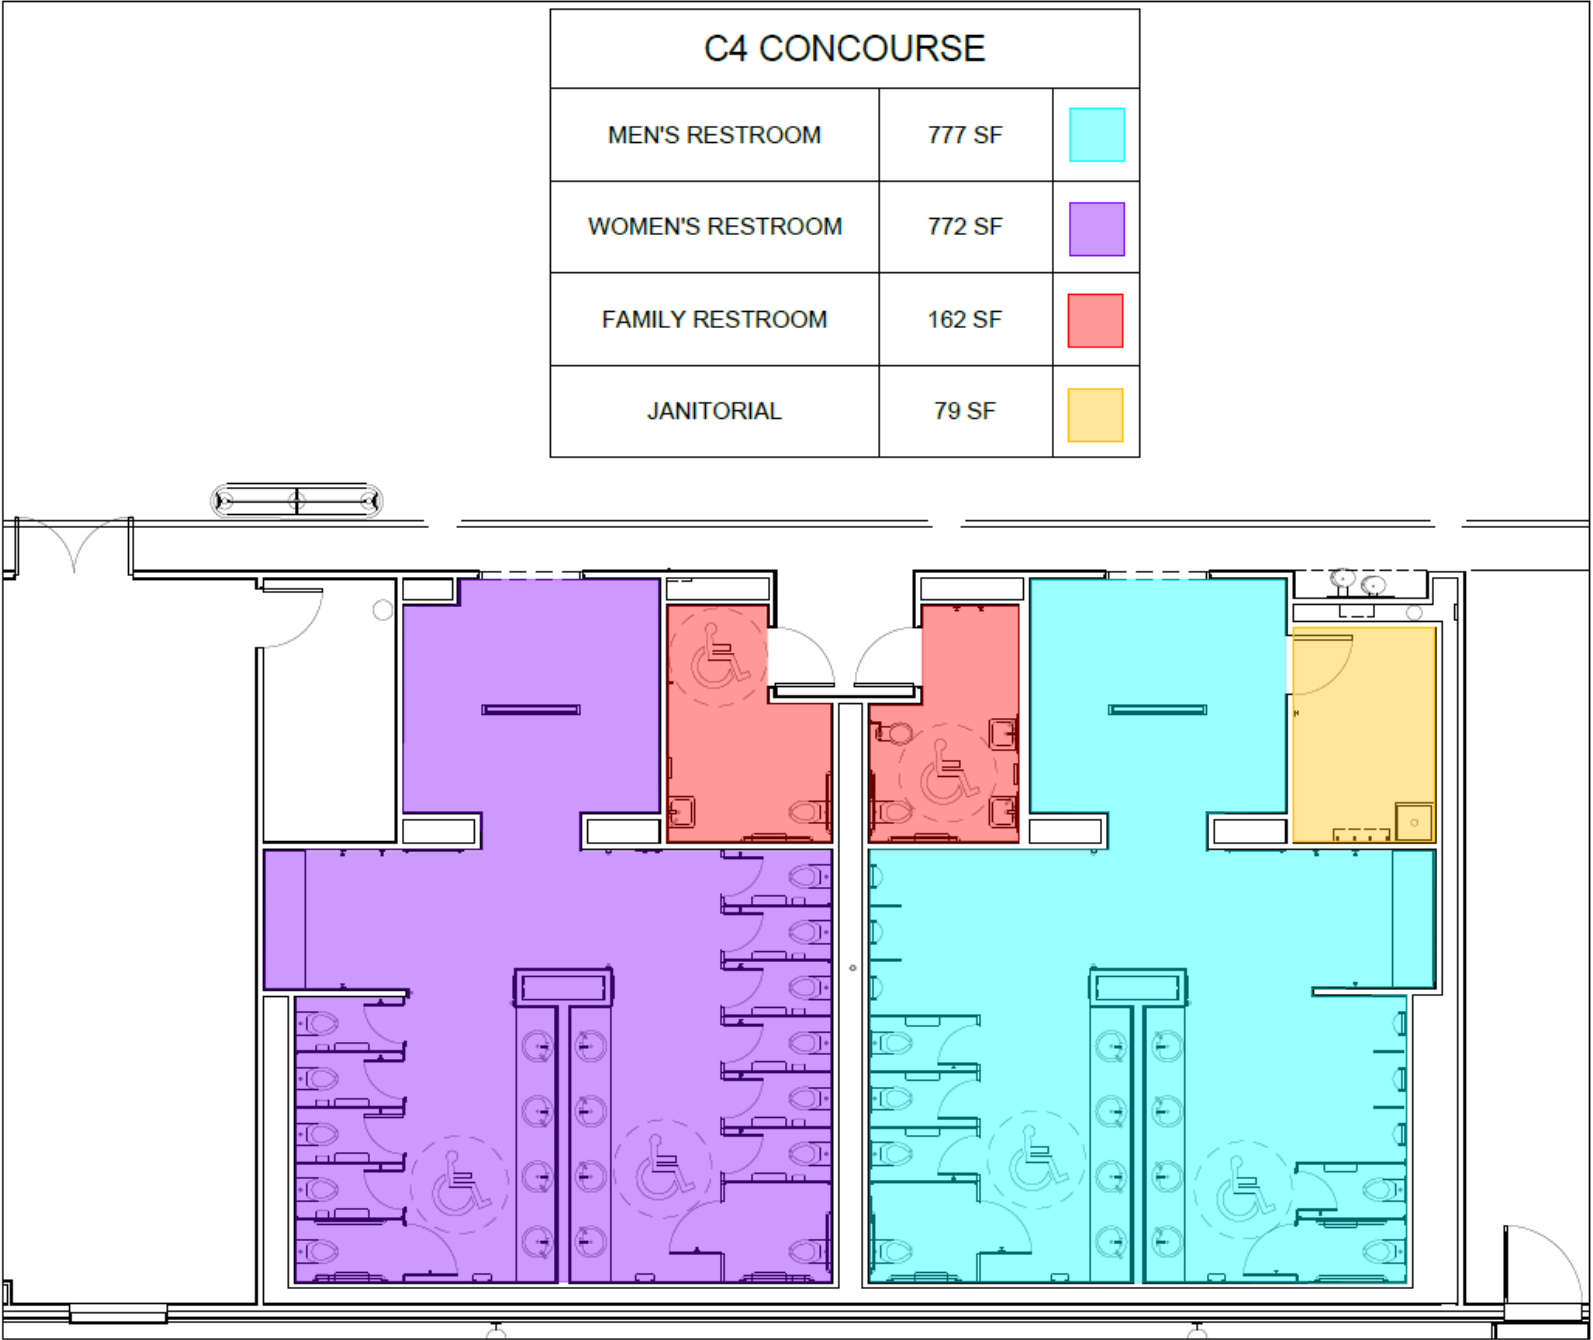 C4 CONCOURSE
MEN'S RESTROOM 777 SF
WOMEN'S RESTROOM 772 SF
FAMILY RESTROOM 162 SF
JANITORIAL 79 SF